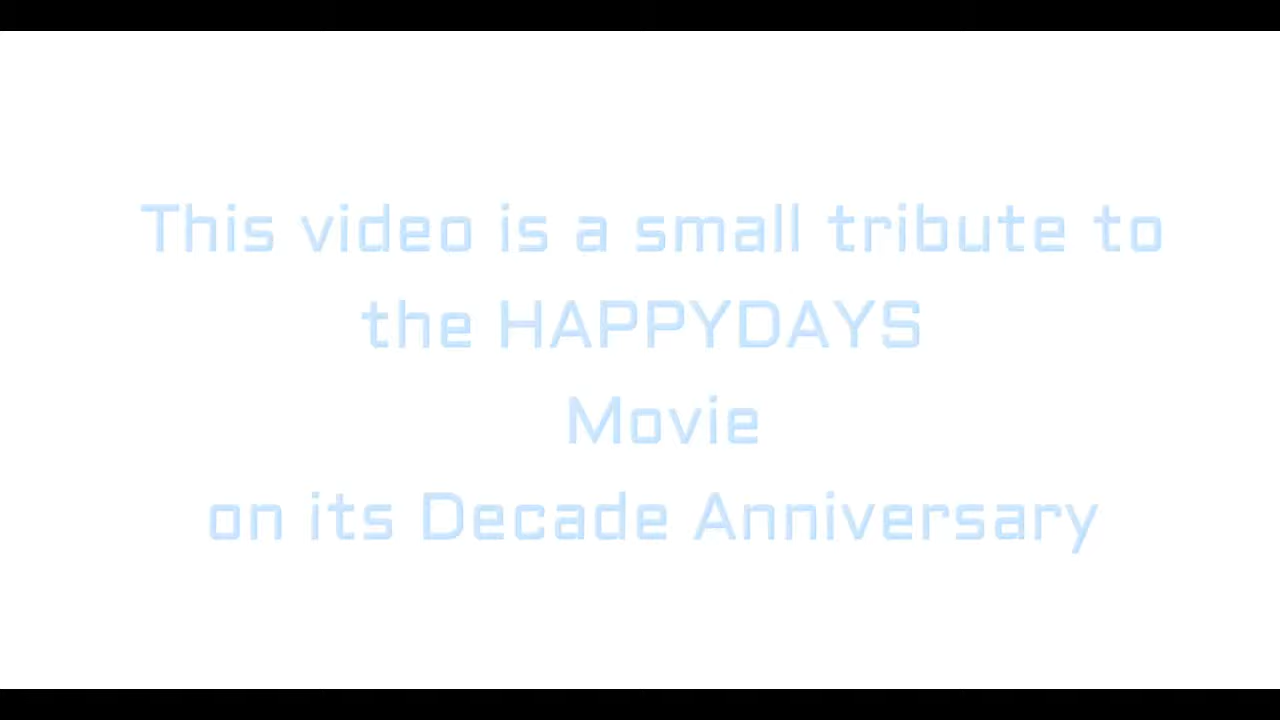 This video is a small tribute to
the HAPPYDAYS
Movie
on its Decade Anniversary